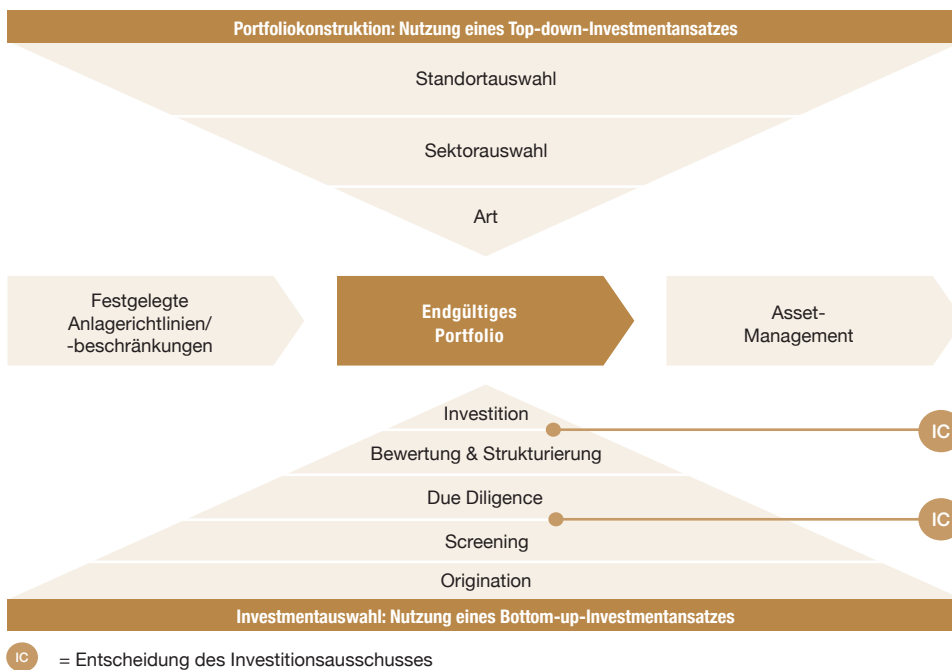 Portfoliokonstruktion: Nutzung eines Top-down-Investmentansatzes
Standortauswahl
Sektorauswahl
Art
Festgelegte
Anlagerichtlinien/
-beschränkungen
Endgültiges
Portfolio
Asset-
Management
Investition
IC
Bewertung & Strukturierung
Due Diligence
IC
Screening
Origination
Investmentauswahl: Nutzung eines Bottom-up-Investmentansatzes
IC = Entscheidung des Investitionsausschusses